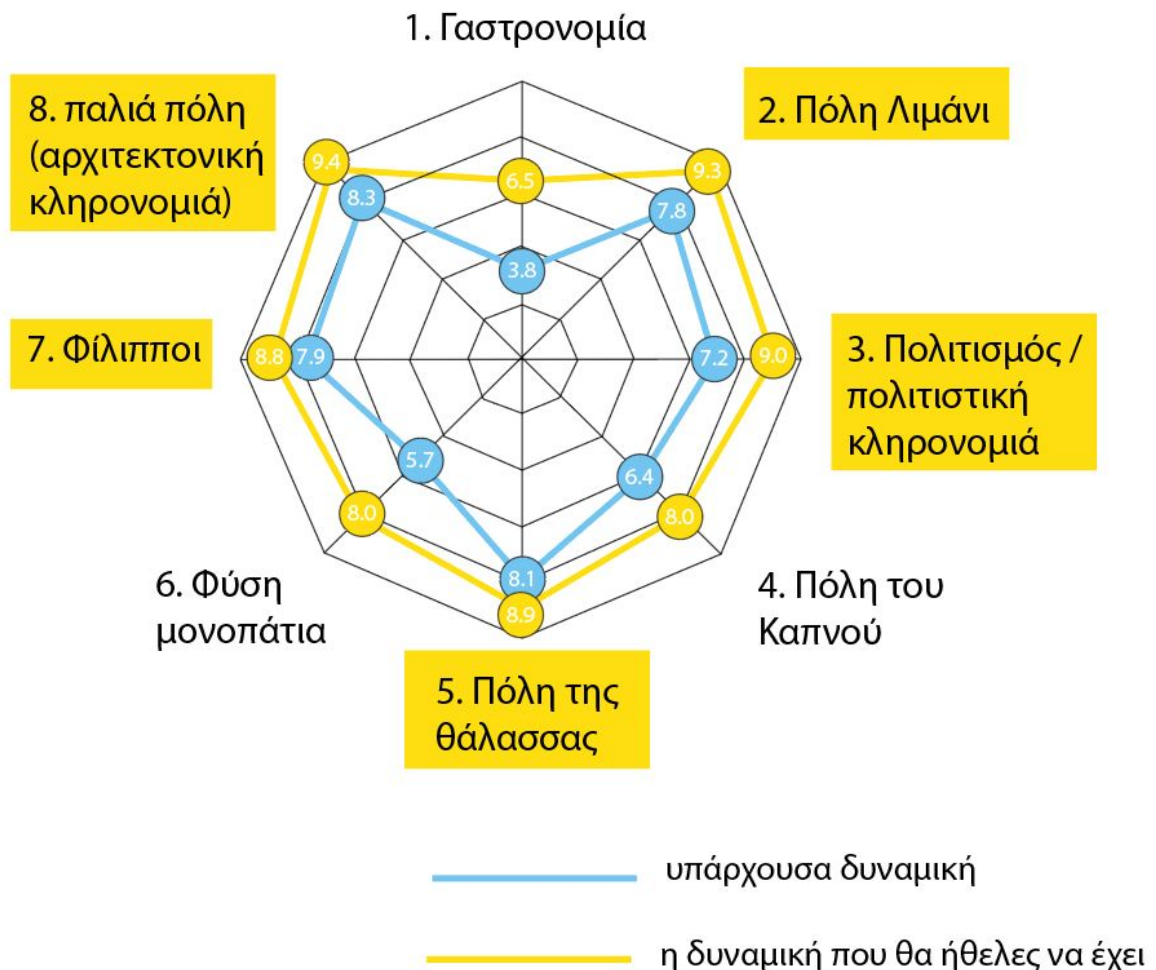 1. Γαστρονομία
8. παλιά πόλη
(αρχιτεκτονική
κληρονομιά)
2. Πόλη Λιμάνι
9.4
6.5
9.3
8.3
7.8
3.8
7. Φίλιπποι
8.8
7.9
7.2
9.0
3. Πολιτισμός /
πολιτιστική
κληρονομιά
5.7
6.4
8.0
8.0
8.1
8.9
6. Φύση
μονοπάτια
4. Πόλη του
Καπνού
5. Πόλη της
θάλασσας
υπάρχουσα δυναμική
η δυναμική που θα ήθελες να έχει